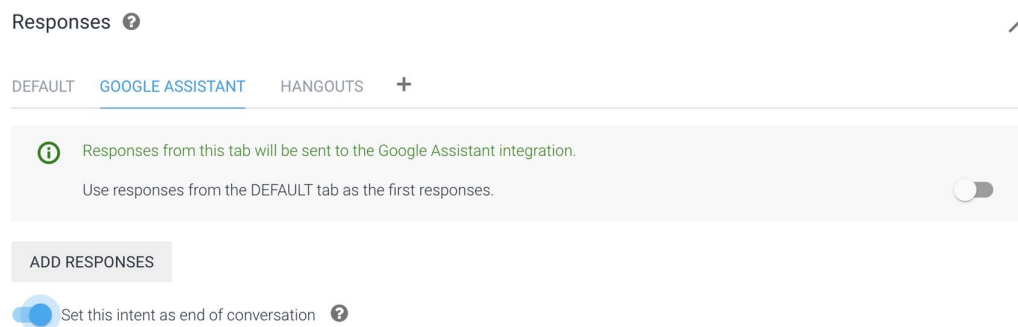 Responses ?
DEFAULT GOOGLE ASSISTANT HANGOUTS +
Responses from this tab will be sent to the Google Assistant integration.
Use responses from the DEFAULT tab as the first responses.
ADD RESPONSES
Set this intent as end of conversation ?